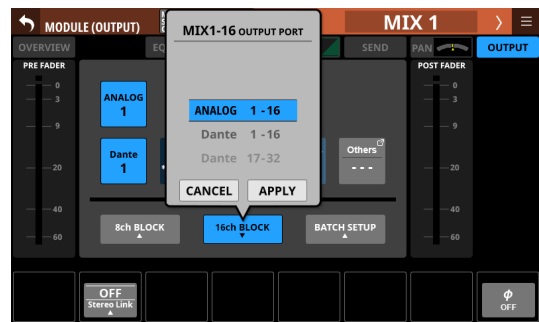 MODULE (OUTPUT)
MIX 1
OVERVIEW
EQ
SEND
PAN
OUTPUT
MIX1-16 OUTPUT PORT
ANALOG 1-16
Dante 1-16
Dante 17-32
CANCEL APPLY
PRE FADER
0
3
9
20
40
60
ANALOG
1
Dante
1
Others
---
8ch BLOCK
16ch BLOCK
BATCH SETUP
POST FADER
0
3
9
20
40
60
OFF
Stereo Link
φ
OFF